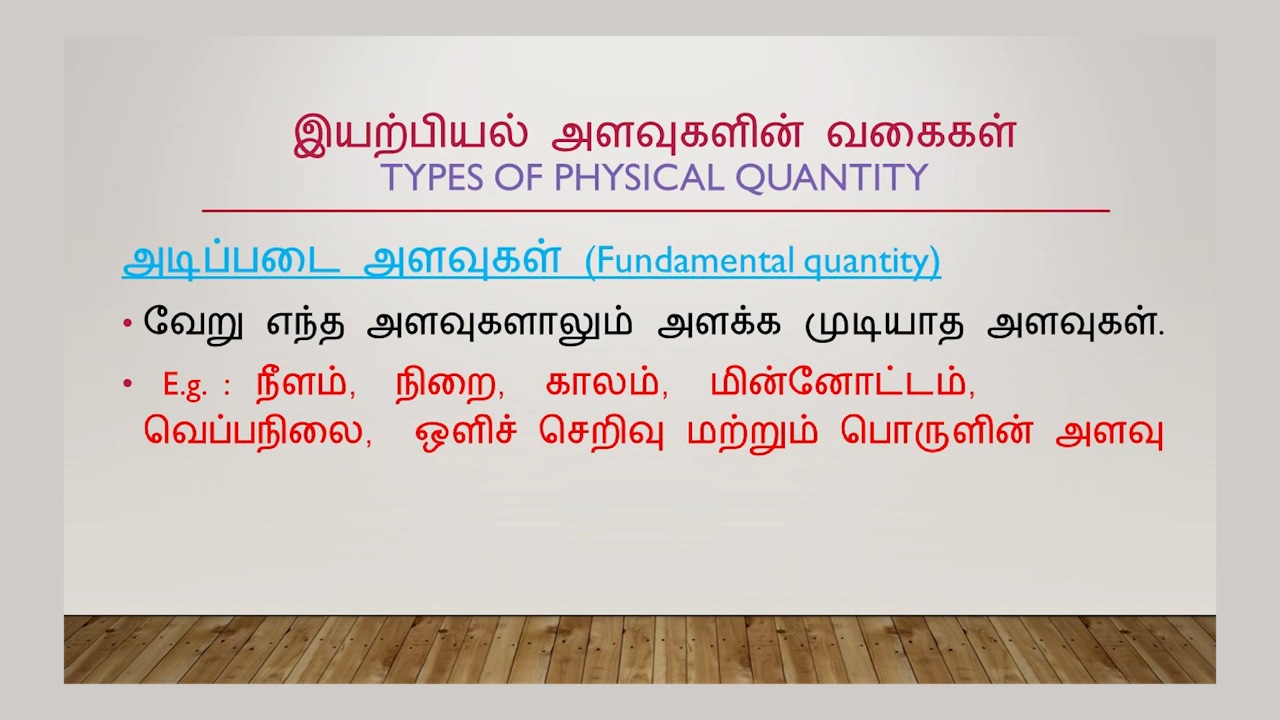 இயற்பியல் அளவுகளின் வகைகள்
TYPES OF PHYSICAL QUANTITY
அடிப்படை அளவுகள் (Fundamental quantity)
• வேறு எந்த அளவுகளாலும் அளக்க முடியாத அளவுகள்.
• E.g. : நீளம், நிறை, காலம், மின்னோட்டம்,
வெப்பநிலை, ஒளிச் செறிவு மற்றும் பொருளின் அளவு